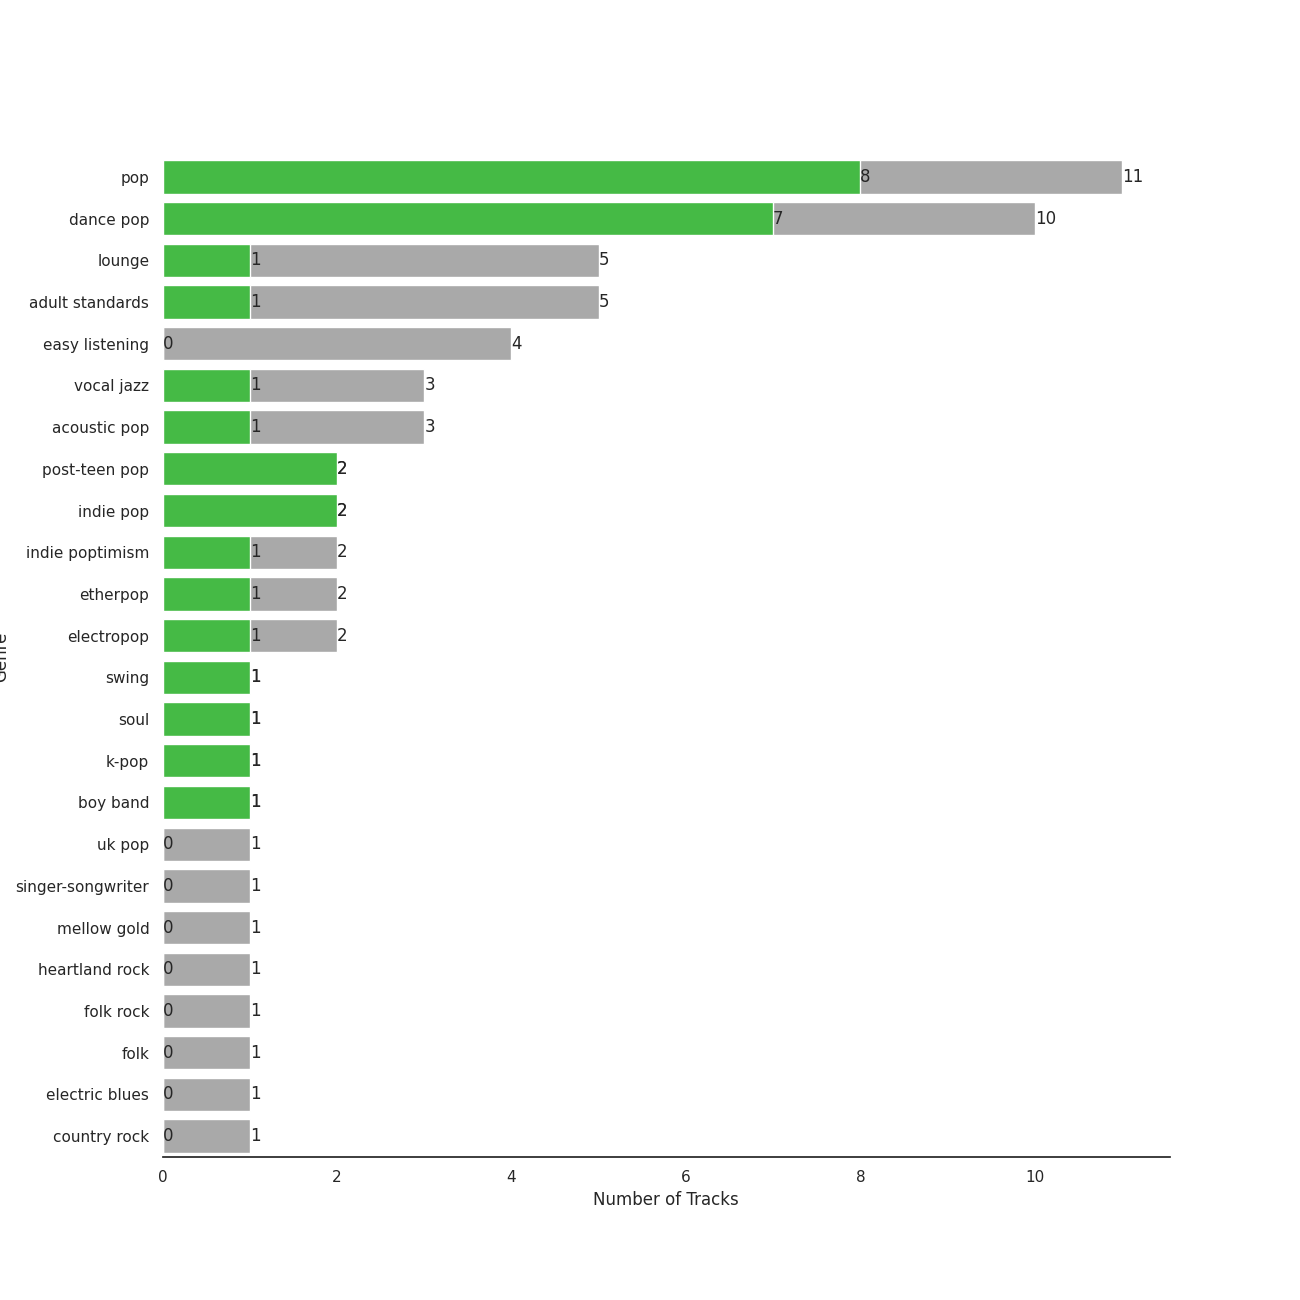 pop 8 11
dance pop 7 10
lounge 1 5
adult standards 1 5
easy listening 0 4
vocal jazz 1 3
acoustic pop 1 3
post-teen pop 2
indie pop 2
indie poptimism 1 2
etherpop 1 2
electropop 1 2
swing 1
soul 1
k-pop 1
boy band 1
uk pop 0 1
singer-songwriter 0 1
mellow gold 0 1
heartland rock 0 1
folk rock 0 1
folk 0 1
electric blues 0 1
country rock 0 1
0 2 4 6 8 10
Number of Tracks
Genre